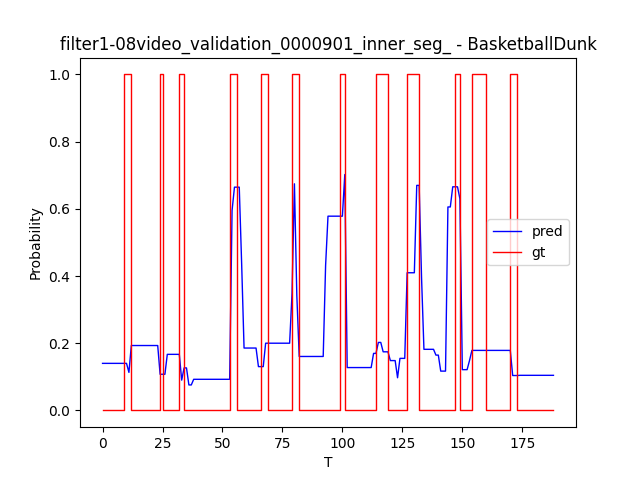 filter1-08video_validation_0000901_inner_seg_ - BasketballDunk
1.0
0.8
0.6
0.4
0.2
0.0
Probability
pred
gt
0
25
50
75
100
125
150
175
T